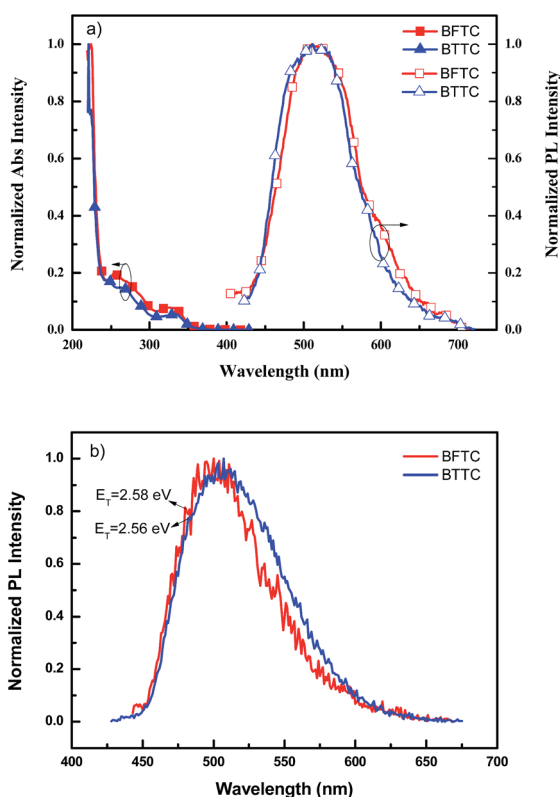 a)
BFTC
BTTC
BFTC
BTTC
Normalized Abs Intensity
Normalized PL Intensity
1.0
0.8
0.6
0.4
0.2
0.0
1.0
0.8
0.6
0.4
0.2
0.0
200 300 400 500 600 700
Wavelength (nm)
b)
BFTC
BTTC
E_T=2.58 eV
E_T=2.56 eV
Normalized PL Intensity
1.0
0.8
0.6
0.4
0.2
0.0
400 450 500 550 600 650 700
Wavelength (nm)